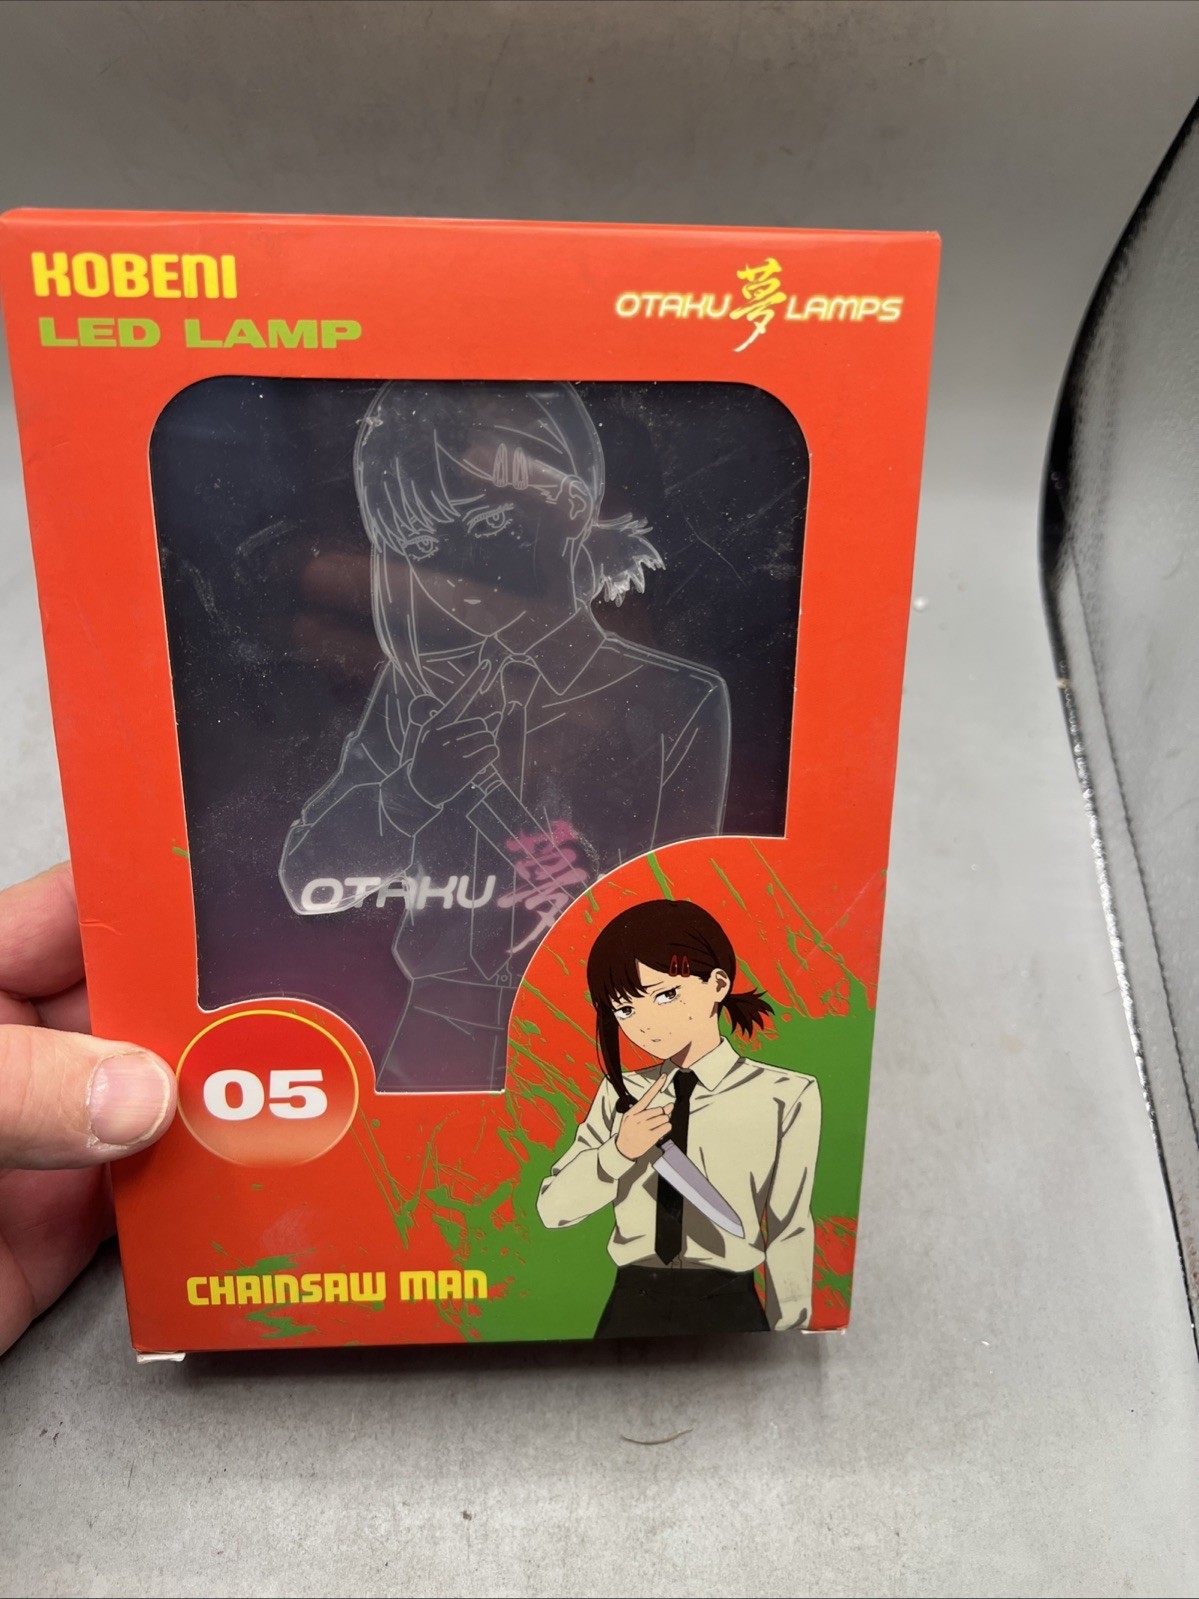 KOBENI
LED LAMP
OTAKU夢LAMPS
OTAKU夢
05
CHAINSAW MAN